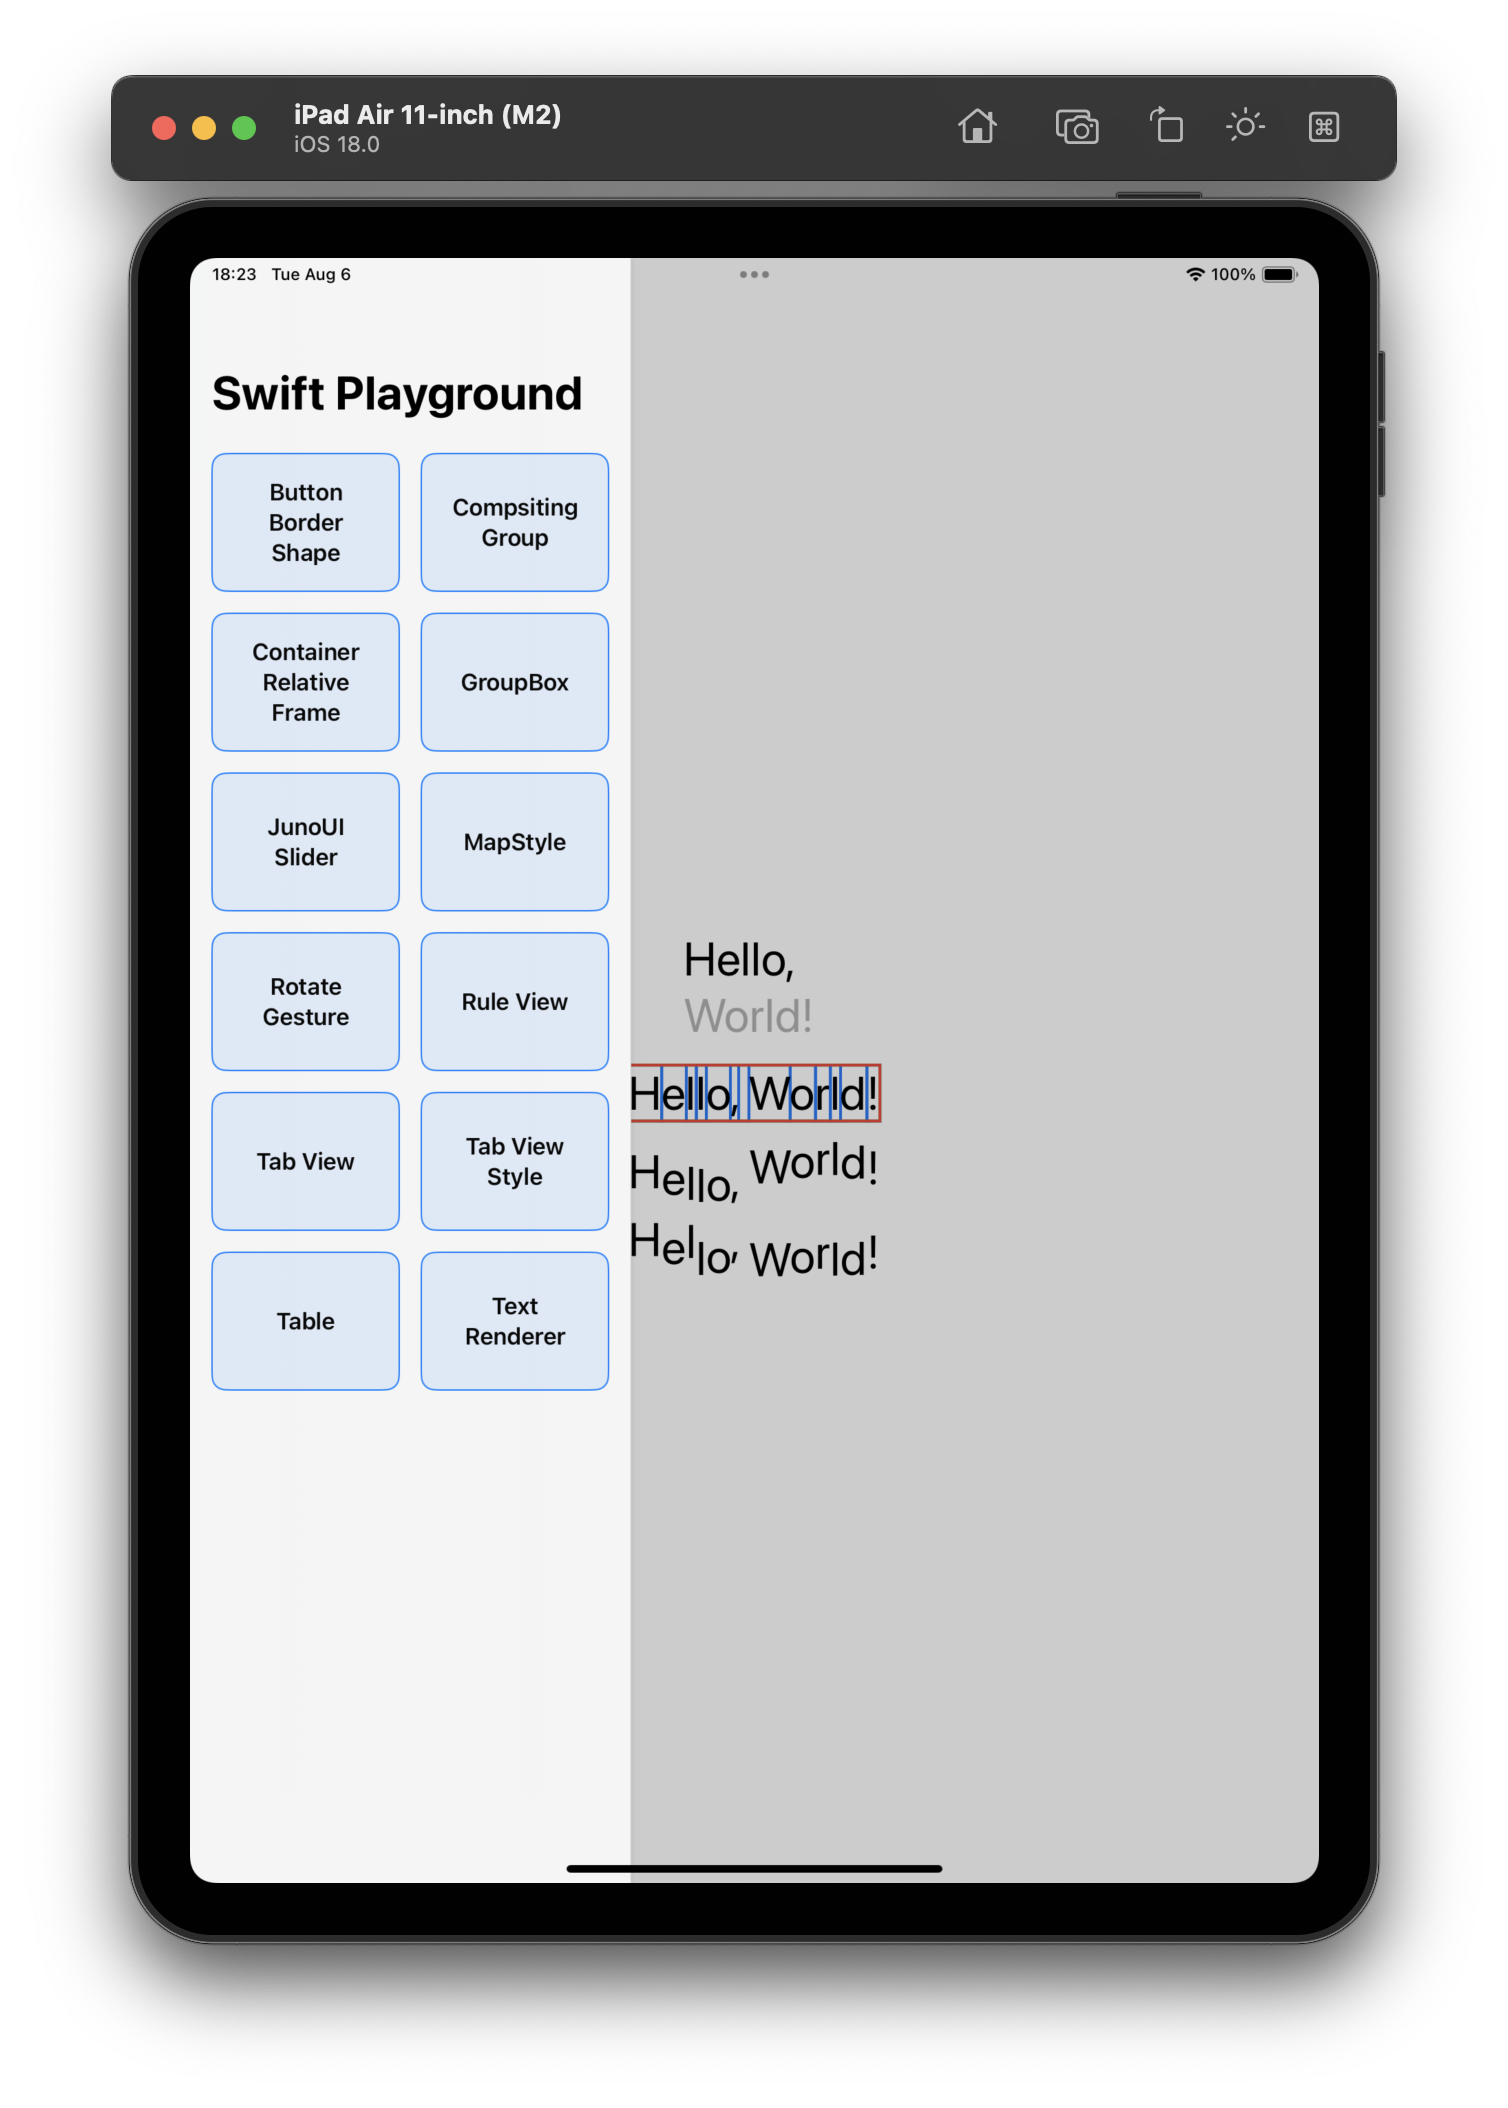 iPad Air 11-inch (M2)
iOS 18.0
18:23 Tue Aug 6
100%
Swift Playground
Button
Border
Shape
Compsiting
Group
Container
Relative
Frame
GroupBox
JunoUI
Slider
MapStyle
Rotate
Gesture
Rule View
Tab View
Tab View
Style
Table
Text
Renderer
Hello,
World!
Hello, World!
Hello, World!
Hello, World!